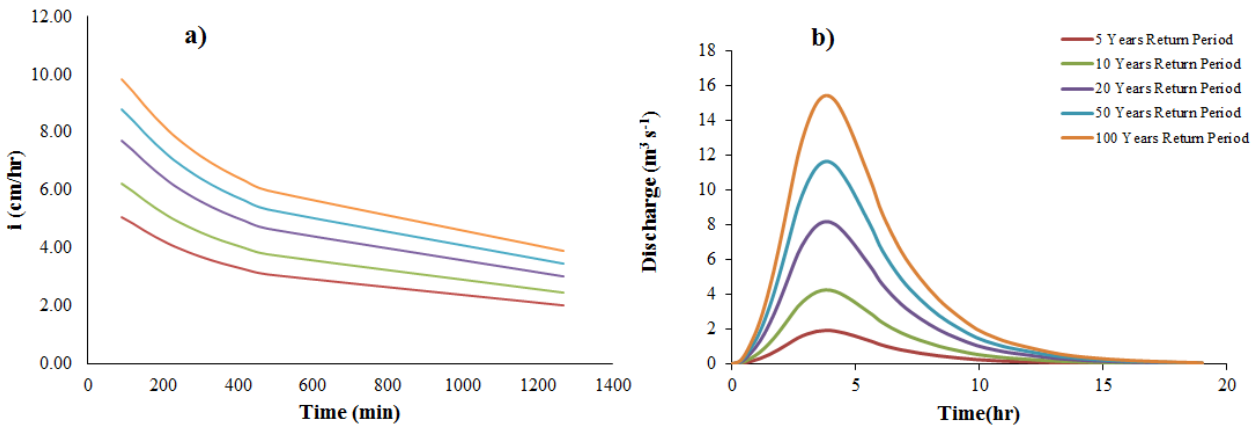 a)
12.00
10.00
8.00
6.00
4.00
2.00
0.00
i (cm/hr)
0 200 400 600 800 1000 1200 1400
Time (min)
b)
18
16
14
12
10
8
6
4
2
0
Discharge (m³ s⁻¹)
0 5 10 15 20
Time(hr)
5 Years Return Period
10 Years Return Period
20 Years Return Period
50 Years Return Period
100 Years Return Period